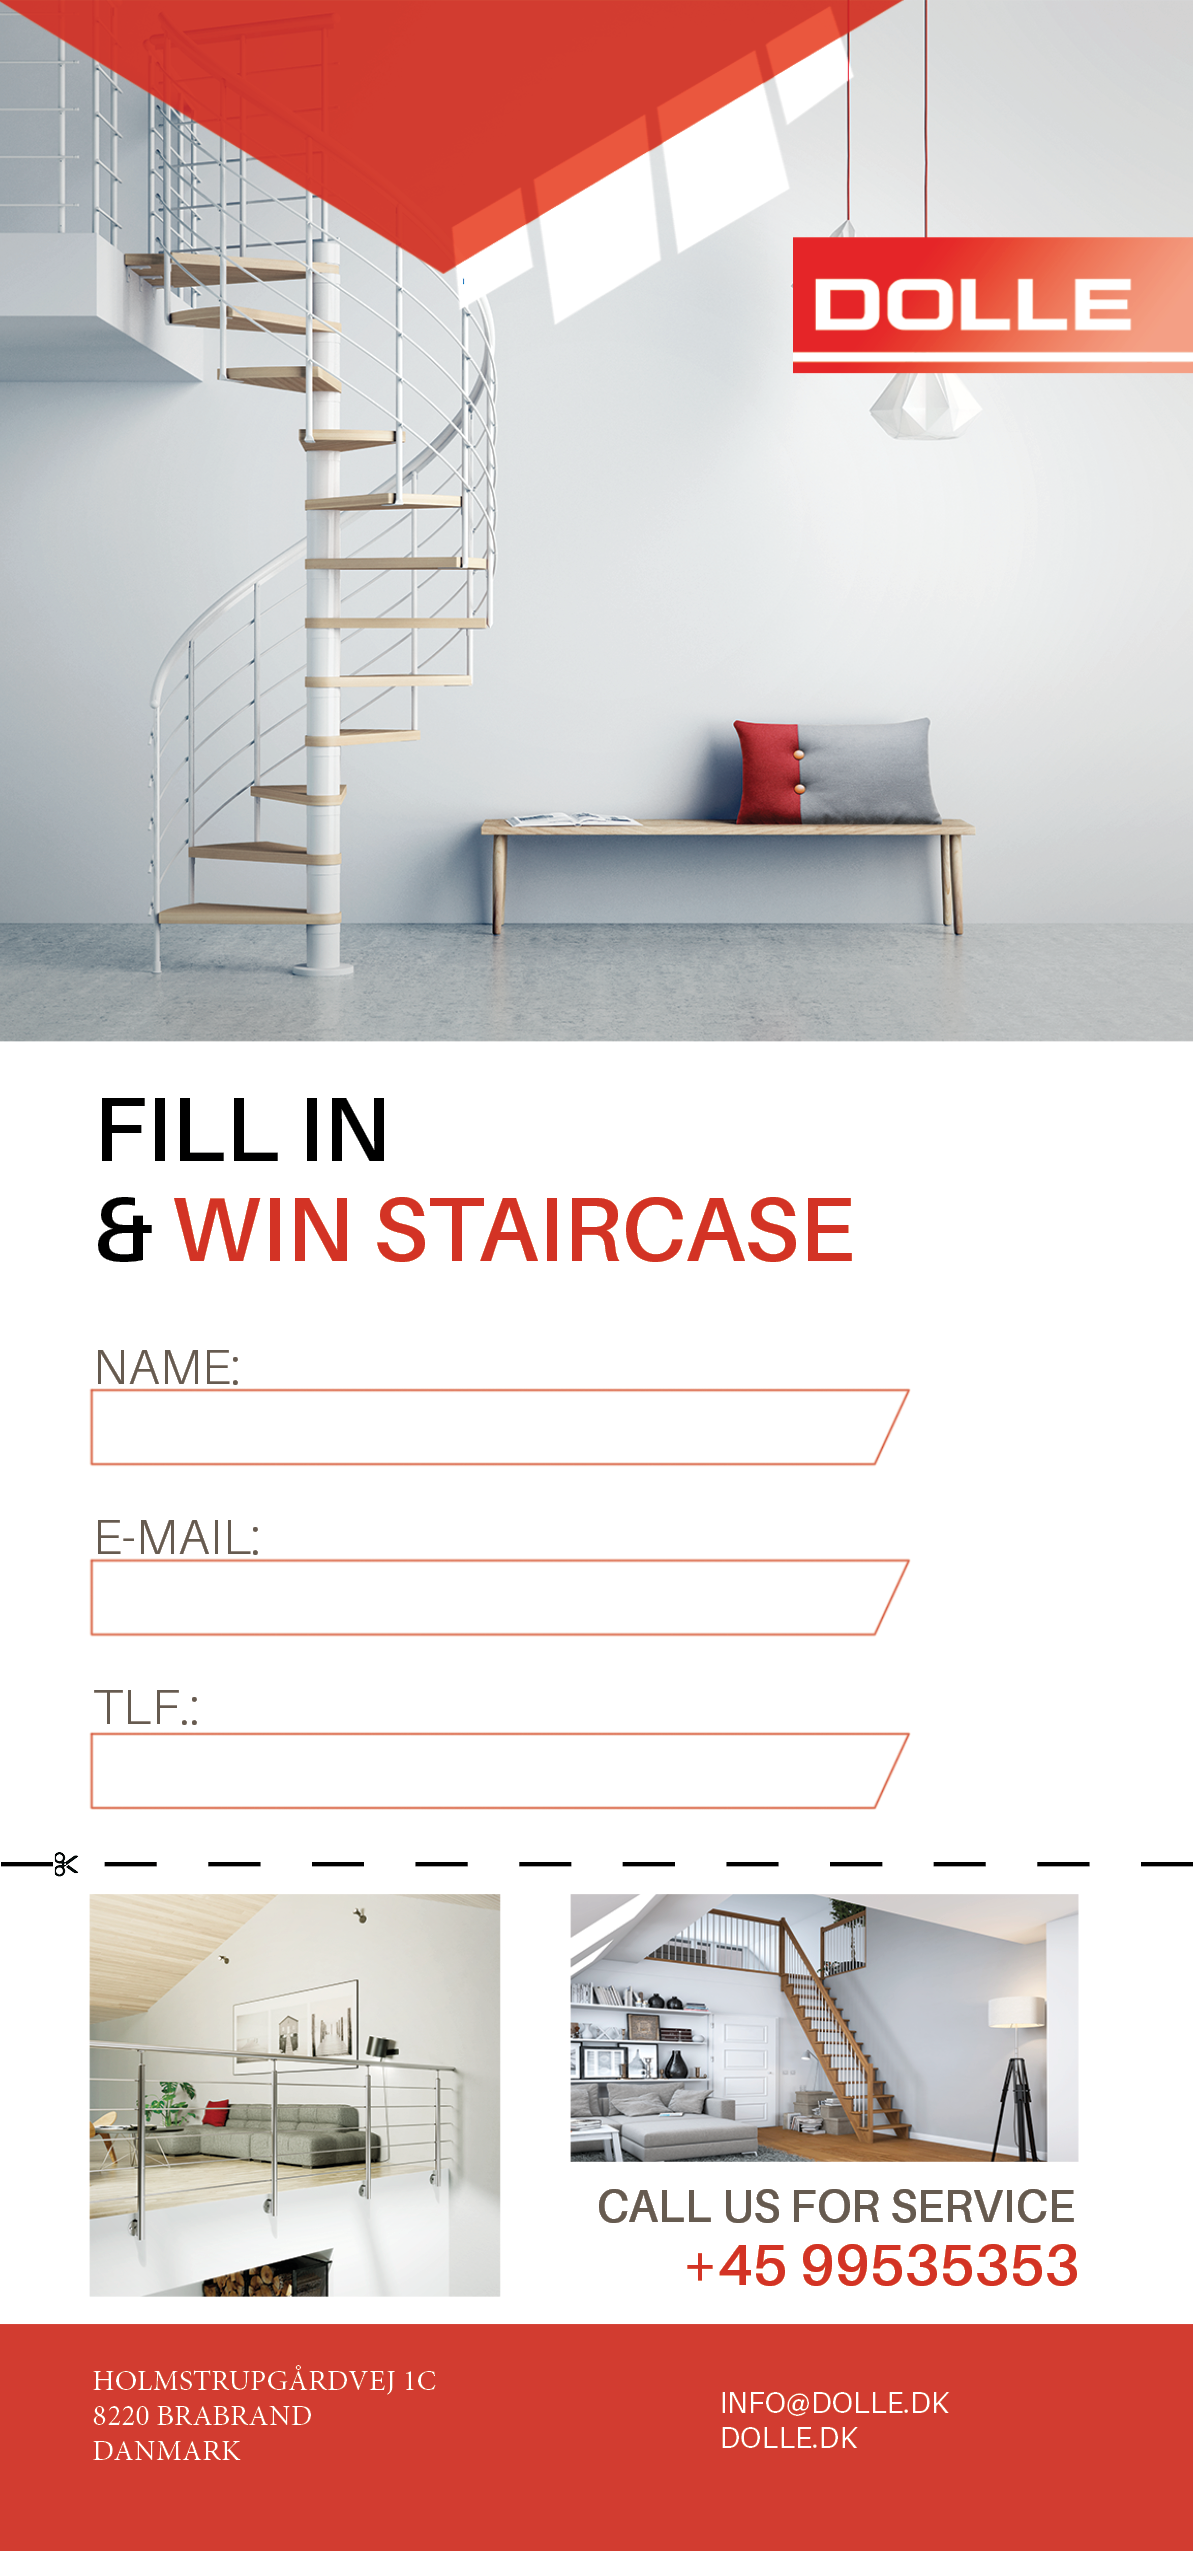 DOLLE
FILL IN
& WIN STAIRCASE
NAME:
E-MAIL:
TLF.:
CALL US FOR SERVICE
+45 99535353
HOLMSTRUPGÅRDVEJ 1C
8220 BRABRAND
DANMARK
INFO@DOLLE.DK
DOLLE.DK